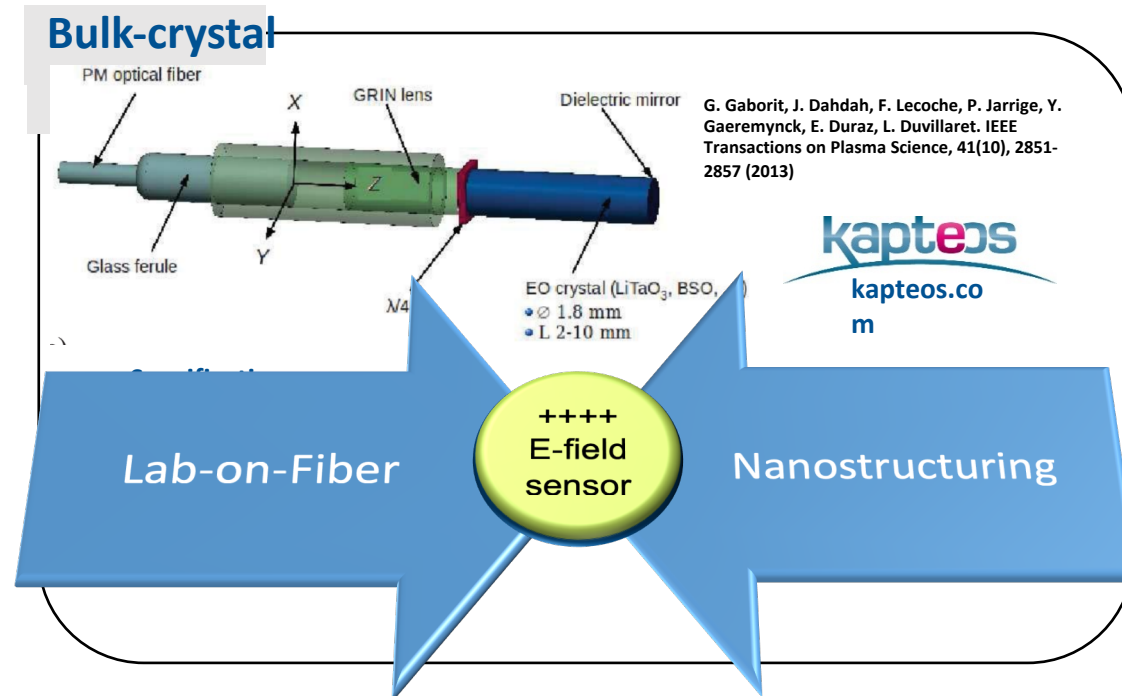 Bulk-crystal
PM optical fiber
X
GRIN lens
Dielectric mirror
Z
Y
Glass ferule
λ/4
EO crystal (LiTaO₃, BSO,
∅ 1.8 mm
L 2-10 mm
G. Gaborit, J. Dahdah, F. Lecoche, P. Jarrige, Y.
Gaeremynck, E. Duraz, L. Duvillaret. IEEE
Transactions on Plasma Science, 41(10), 2851-
2857 (2013)
kapteos
kapteos.co
m
Lab-on-Fiber
++++
E-field
sensor
Nanostructuring